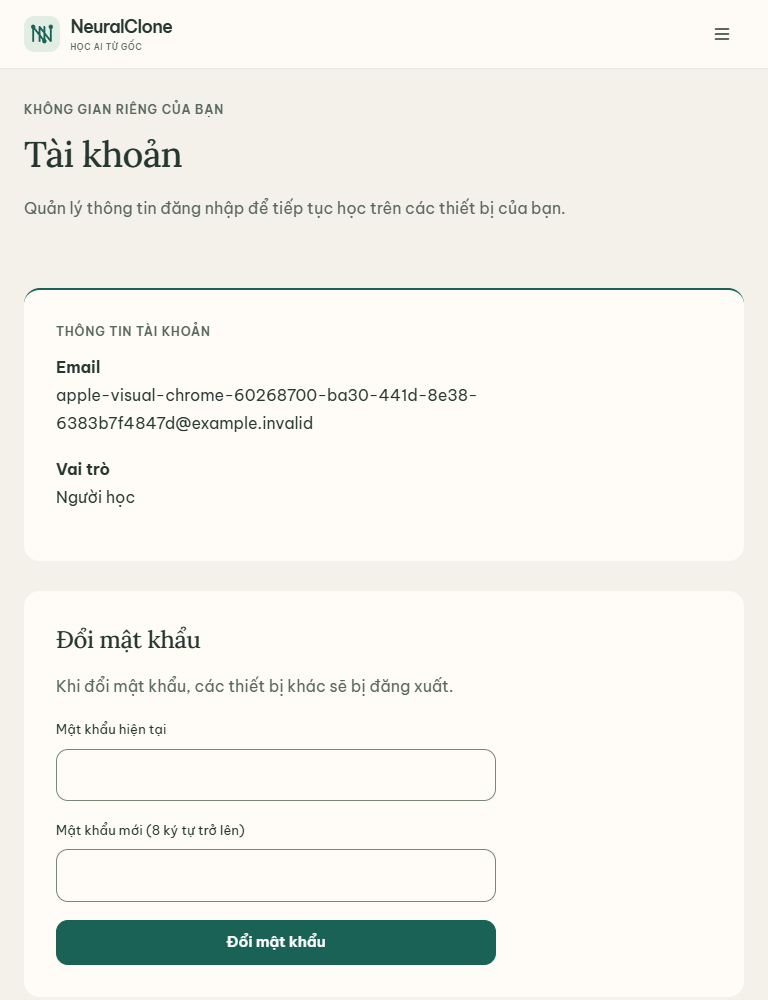 NeuralClone
HỌC AI TỪ GỐC
KHÔNG GIAN RIÊNG CỦA BẠN
Tài khoản
Quản lý thông tin đăng nhập để tiếp tục học trên các thiết bị của bạn.
THÔNG TIN TÀI KHOẢN
Email
apple-visual-chrome-60268700-ba30-441d-8e38-
6383b7f4847d@example.invalid
Vai trò
Người học
Đổi mật khẩu
Khi đổi mật khẩu, các thiết bị khác sẽ bị đăng xuất.
Mật khẩu hiện tại
Mật khẩu mới (8 ký tự trở lên)
Đổi mật khẩu